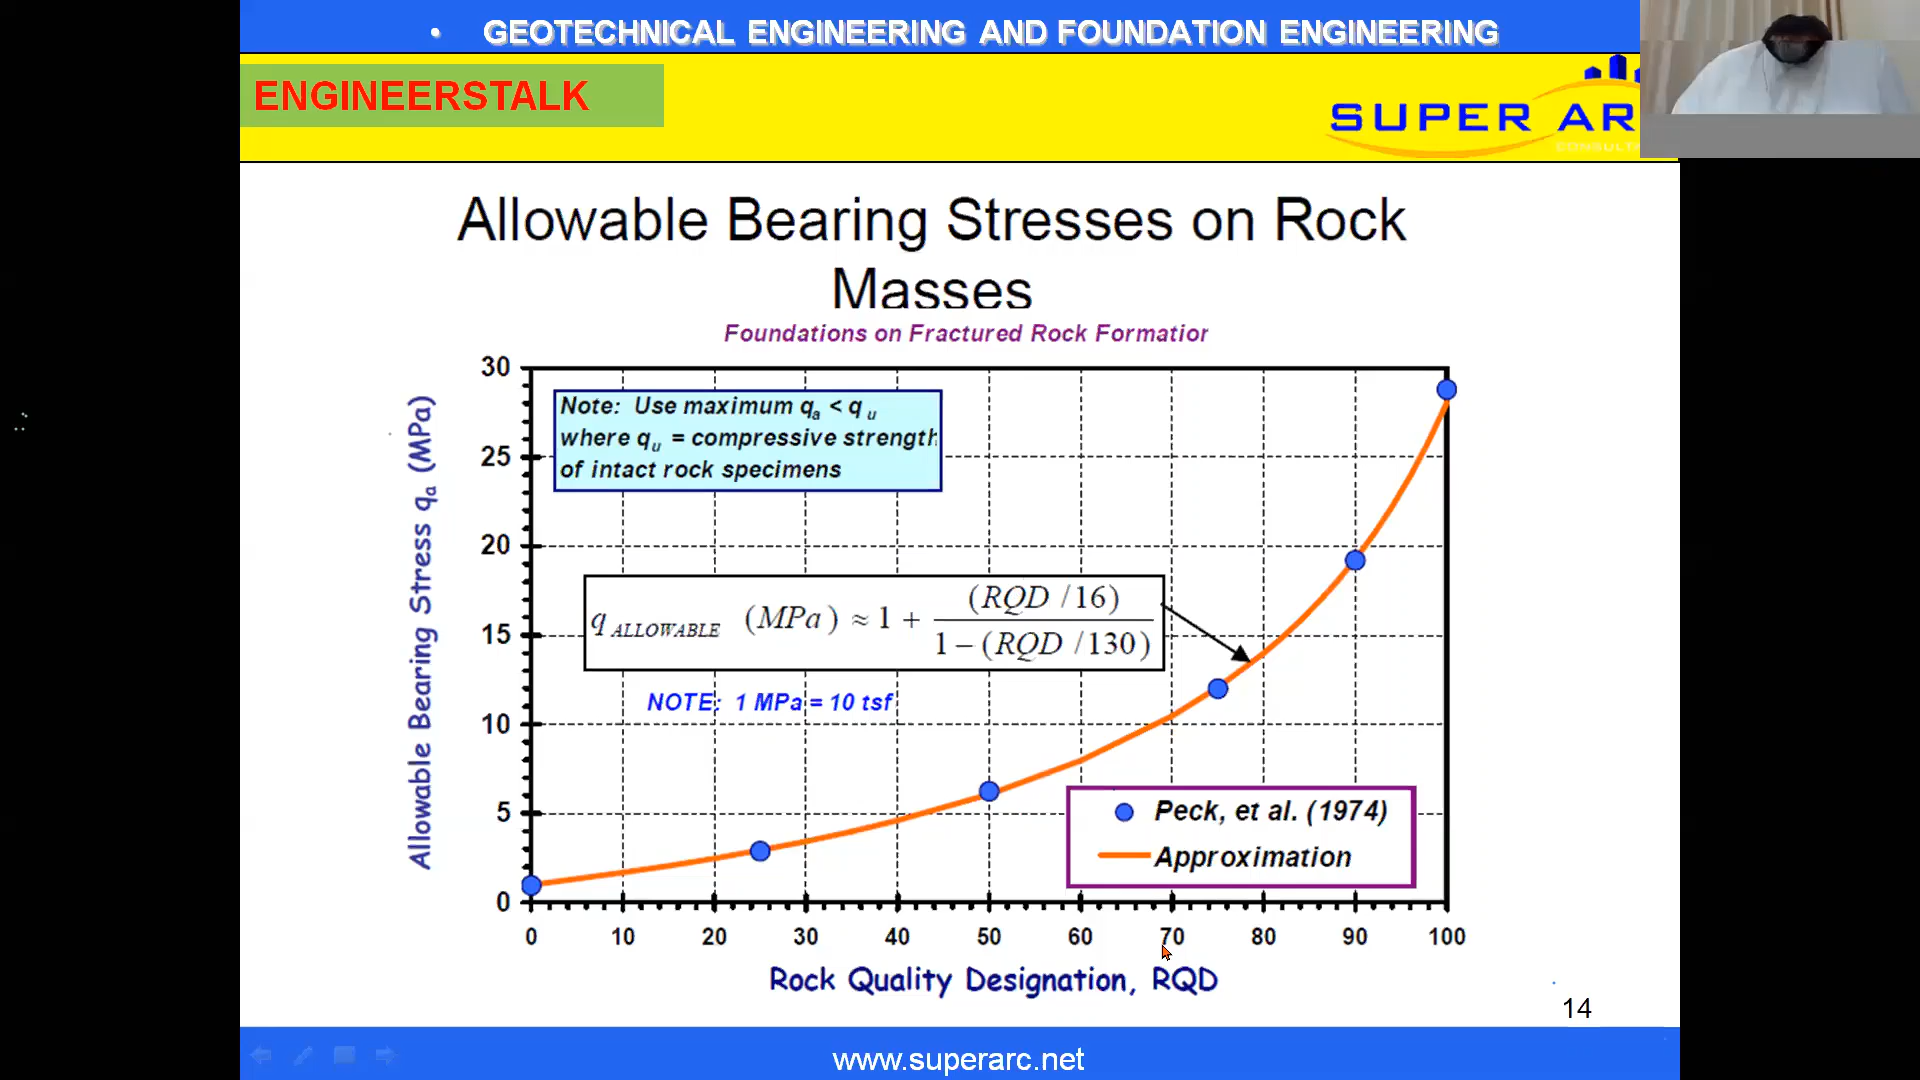 • GEOTECHNICAL ENGINEERING AND FOUNDATION ENGINEERING
ENGINEERSTALK
SUPER AR
CONSULT
Allowable Bearing Stresses on Rock
Masses
Foundations on Fractured Rock Formation
30
25
20
15
10
5
0
Allowable Bearing Stress qa (MPa)
Note: Use maximum qa < qu
where qu = compressive strength
of intact rock specimens
q ALLOWABLE (MPa) ≈ 1 + (RQD / 16) / 1 − (RQD / 130)
NOTE: 1 MPa = 10 tsf
Peck, et al. (1974)
Approximation
0 10 20 30 40 50 60 70 80 90 100
Rock Quality Designation, RQD
14
www.superarc.net